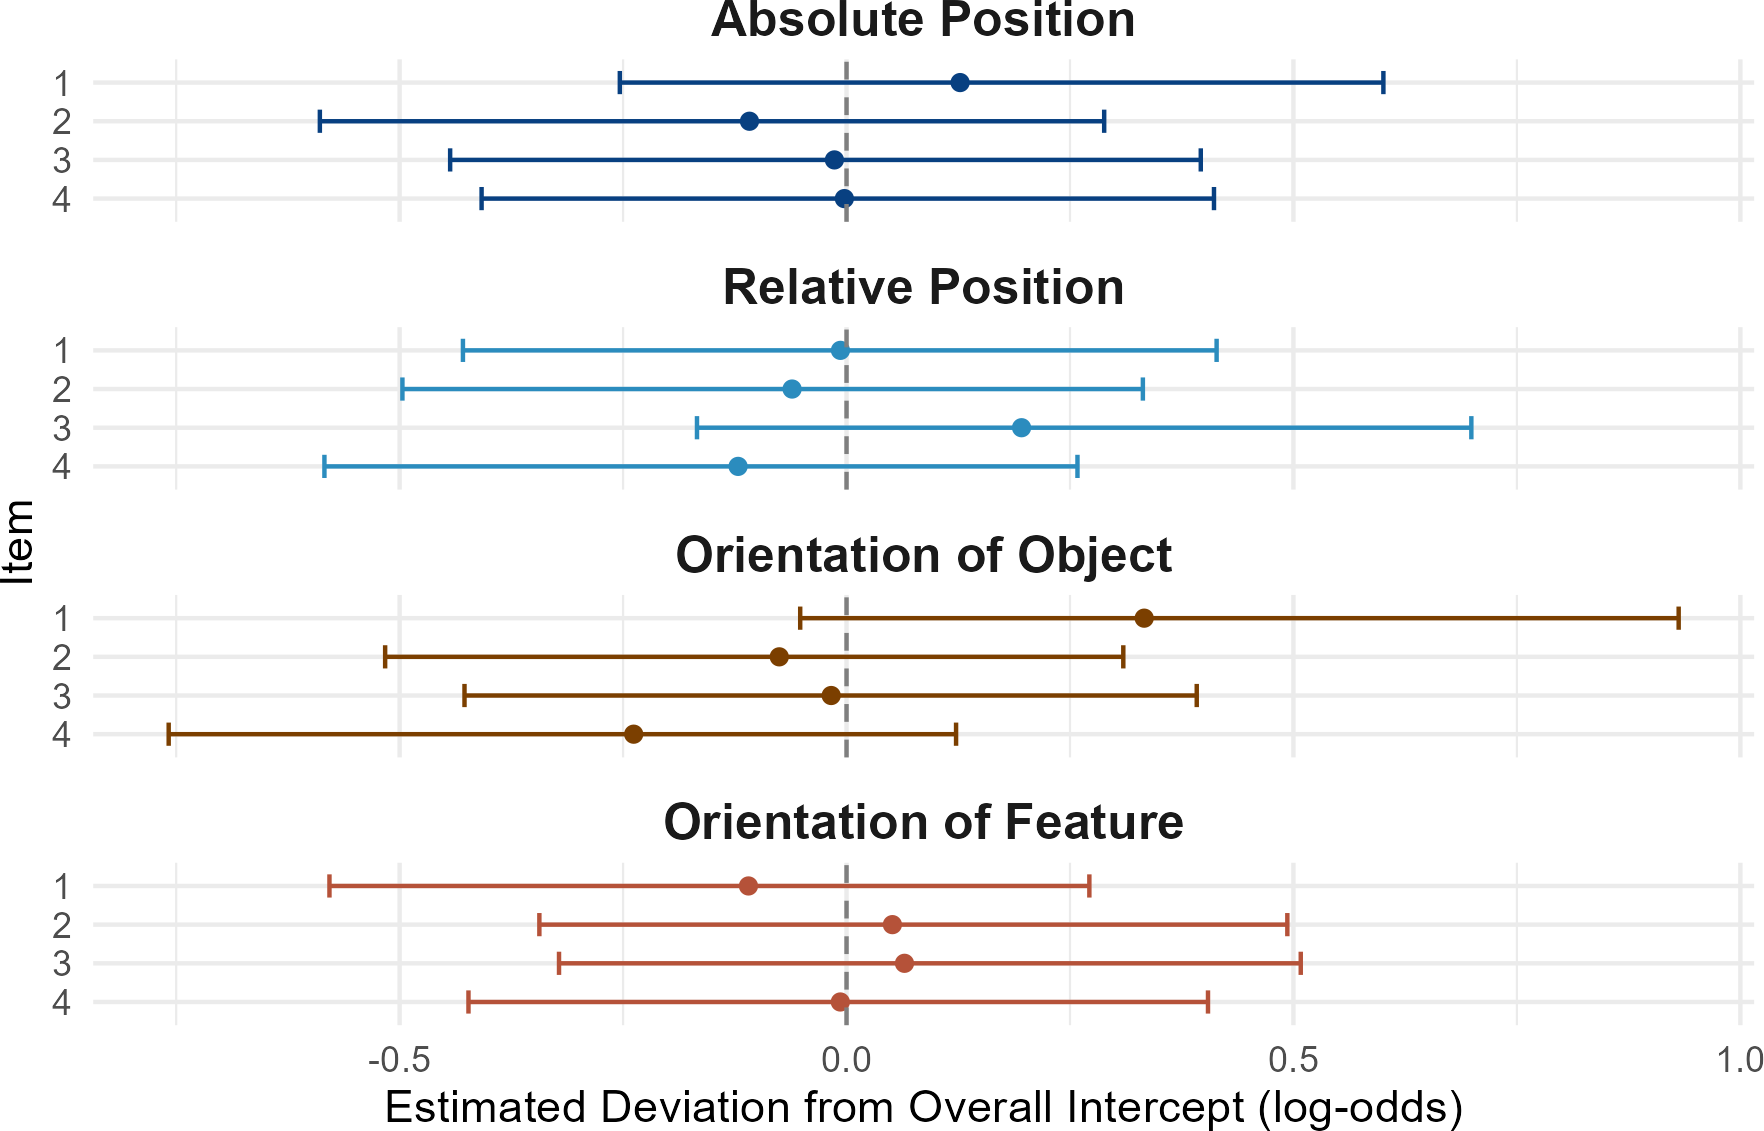 Absolute Position
1
2
3
4
Relative Position
1
2
3
4
Item
Orientation of Object
1
2
3
4
Orientation of Feature
1
2
3
4
-0.5 0.0 0.5 1.0
Estimated Deviation from Overall Intercept (log-odds)